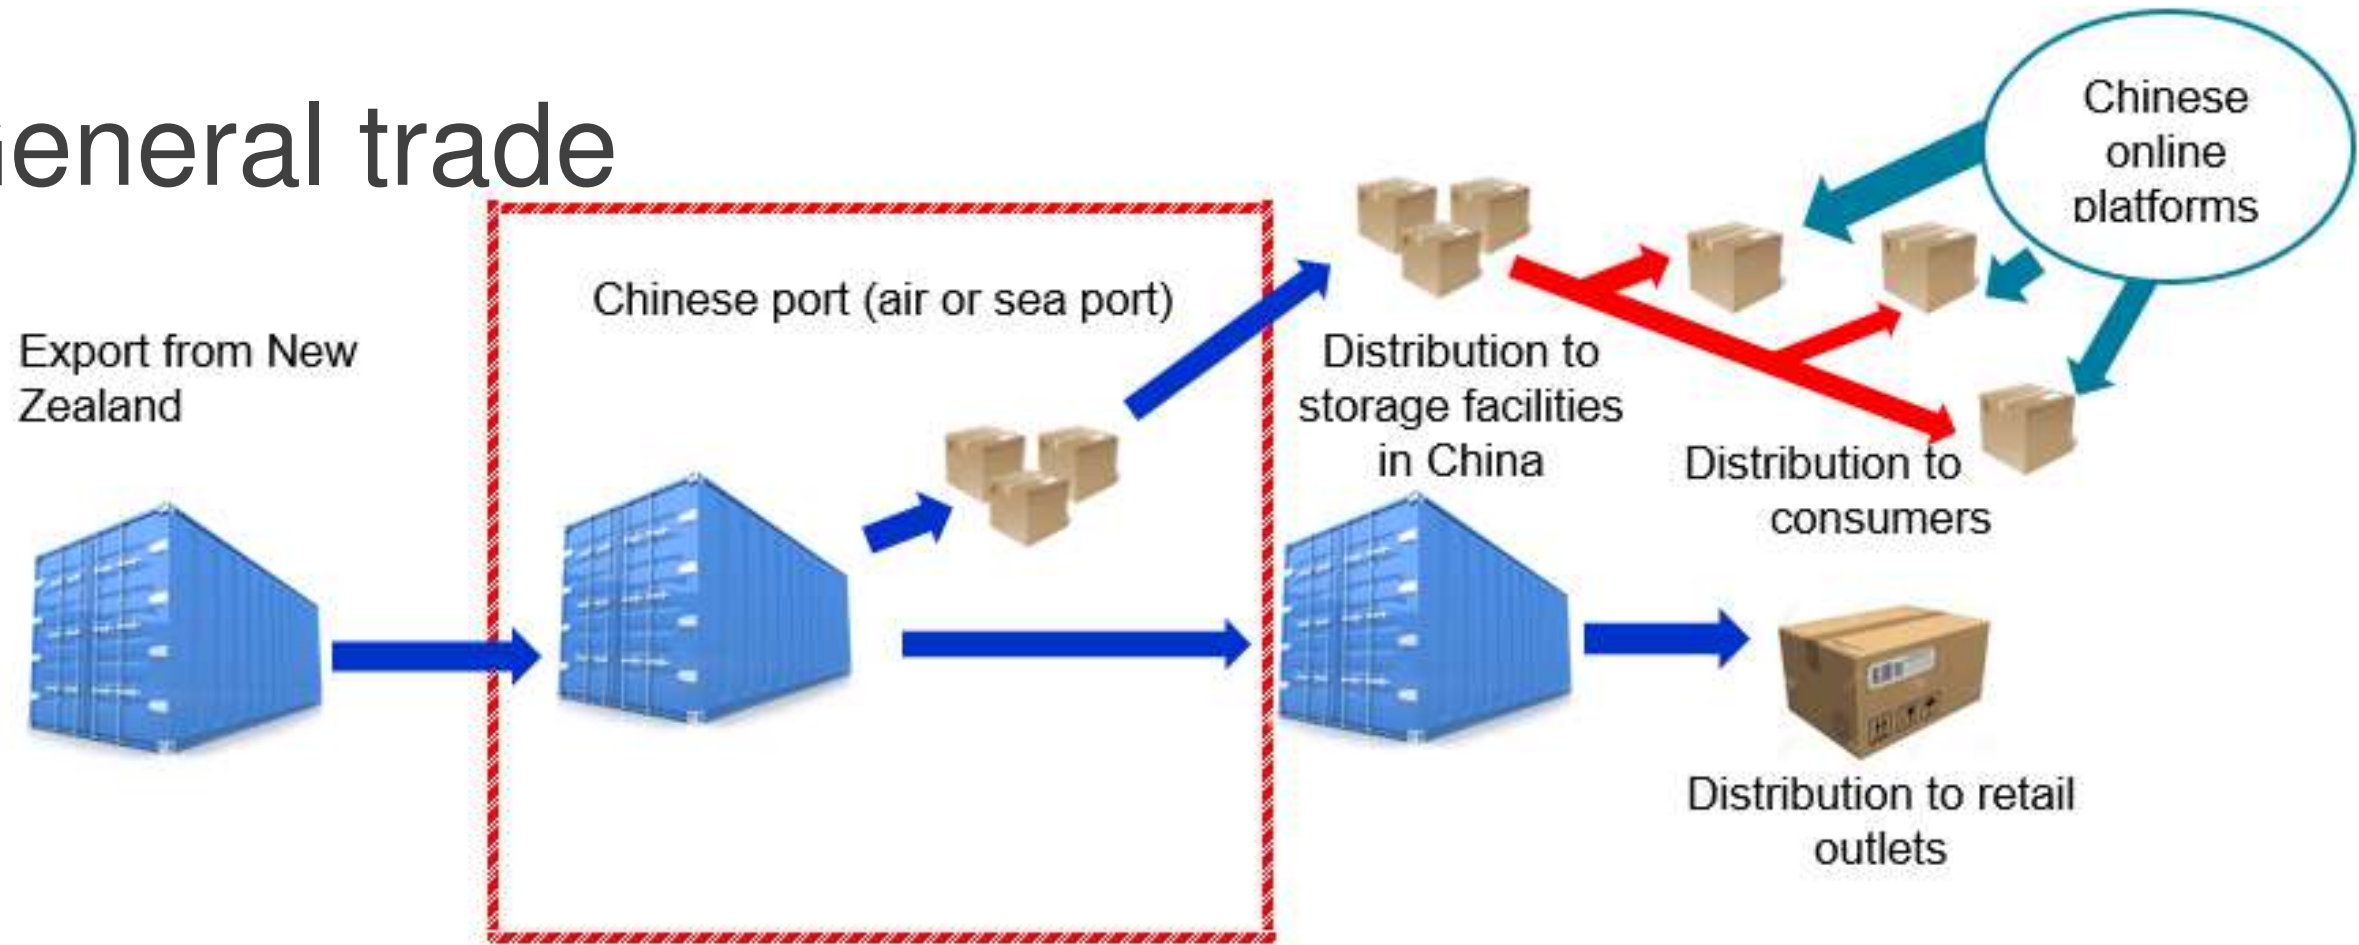 General trade
Chinese
online
platforms
Chinese port (air or sea port)
Export from New
Zealand
Distribution to
storage facilities
in China
Distribution to
consumers
Distribution to retail
outlets